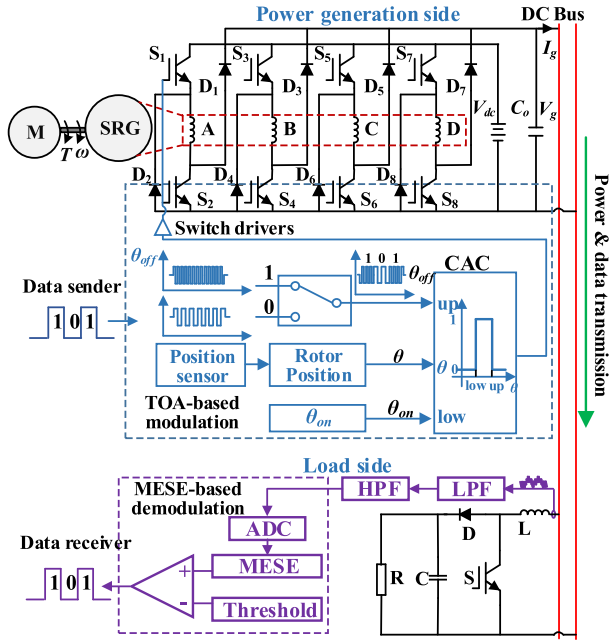 Power generation side
DC Bus
S1
S3
S5
S7
Ig
D1
D3
D5
D7
Vdc
Co
Vg
M
SRG
A
B
C
D
T ω
D2
D4
D6
D8
S2
S4
S6
S8
Switch drivers
Power & data transmission
θoff
1 0 1
θoff
CAC
Data sender
1
0
1 0 1
up
1
Position
sensor
Rotor
Position
θ
θ
0
low up
θ
TOA-based
modulation
θon
θon
low
Load side
MESE-based
demodulation
HPF
LPF
ADC
D
L
Data receiver
MESE
R
C
S
1 0 1
+
-
Threshold